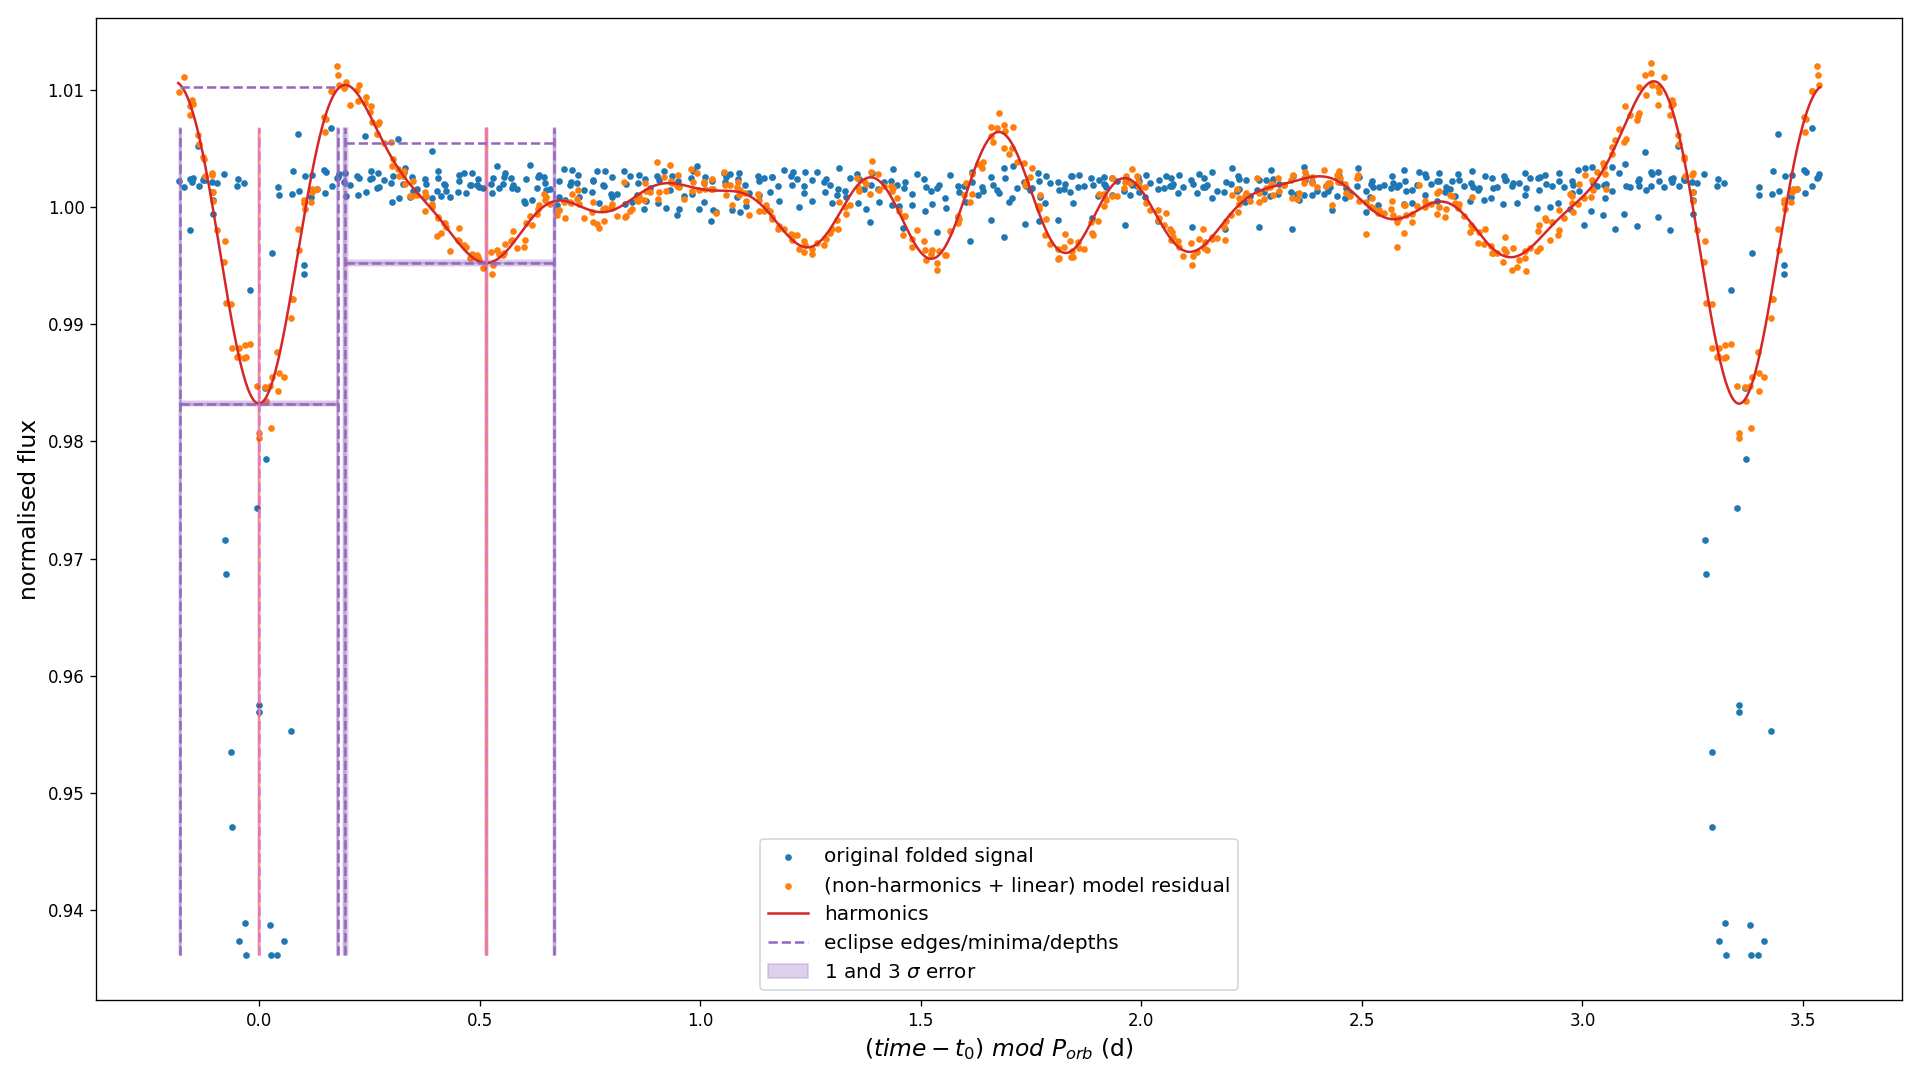 normalised flux
1.01
1.00
0.99
0.98
0.97
0.96
0.95
0.94
original folded signal
(non-harmonics + linear) model residual
harmonics
eclipse edges/minima/depths
1 and 3 σ error
0.0 0.5 1.0 1.5 2.0 2.5 3.0 3.5
(time − t₀) mod Pₒᵣb (d)